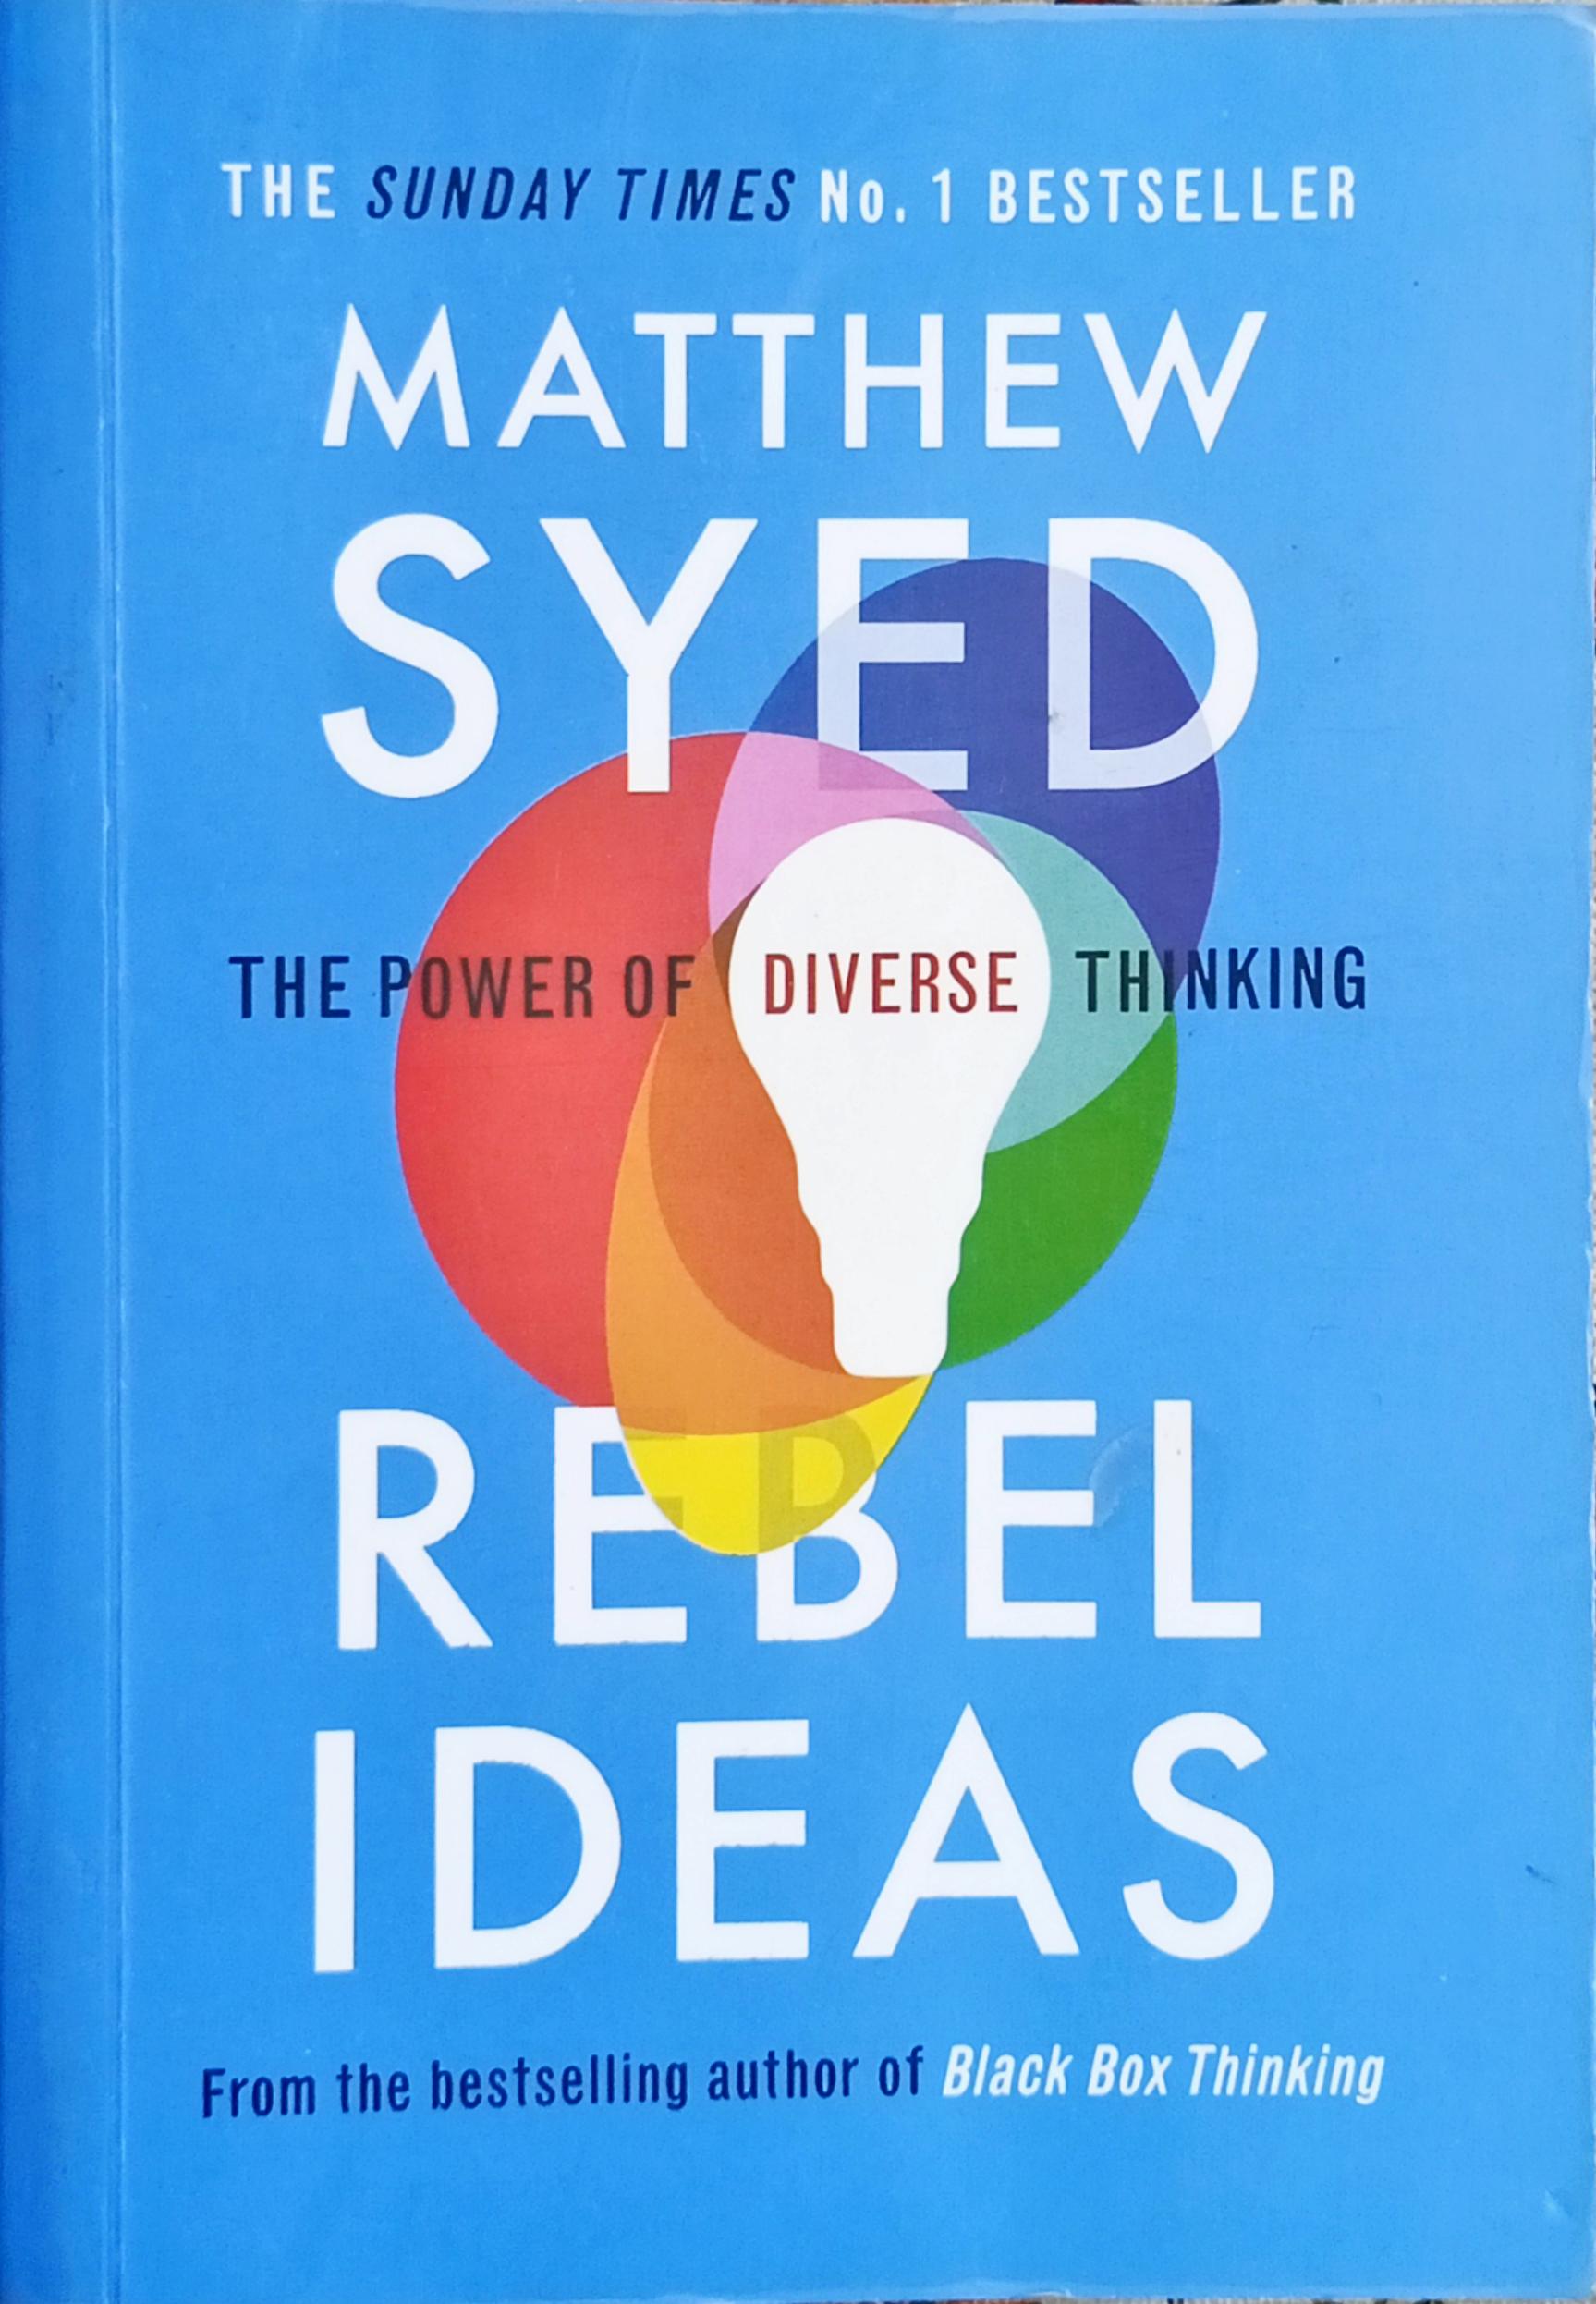 THE SUNDAY TIMES No. 1 BESTSELLER
MATTHEW
SYED
THE POWER OF DIVERSE THINKING
REBEL
IDEAS
From the bestselling author of Black Box Thinking